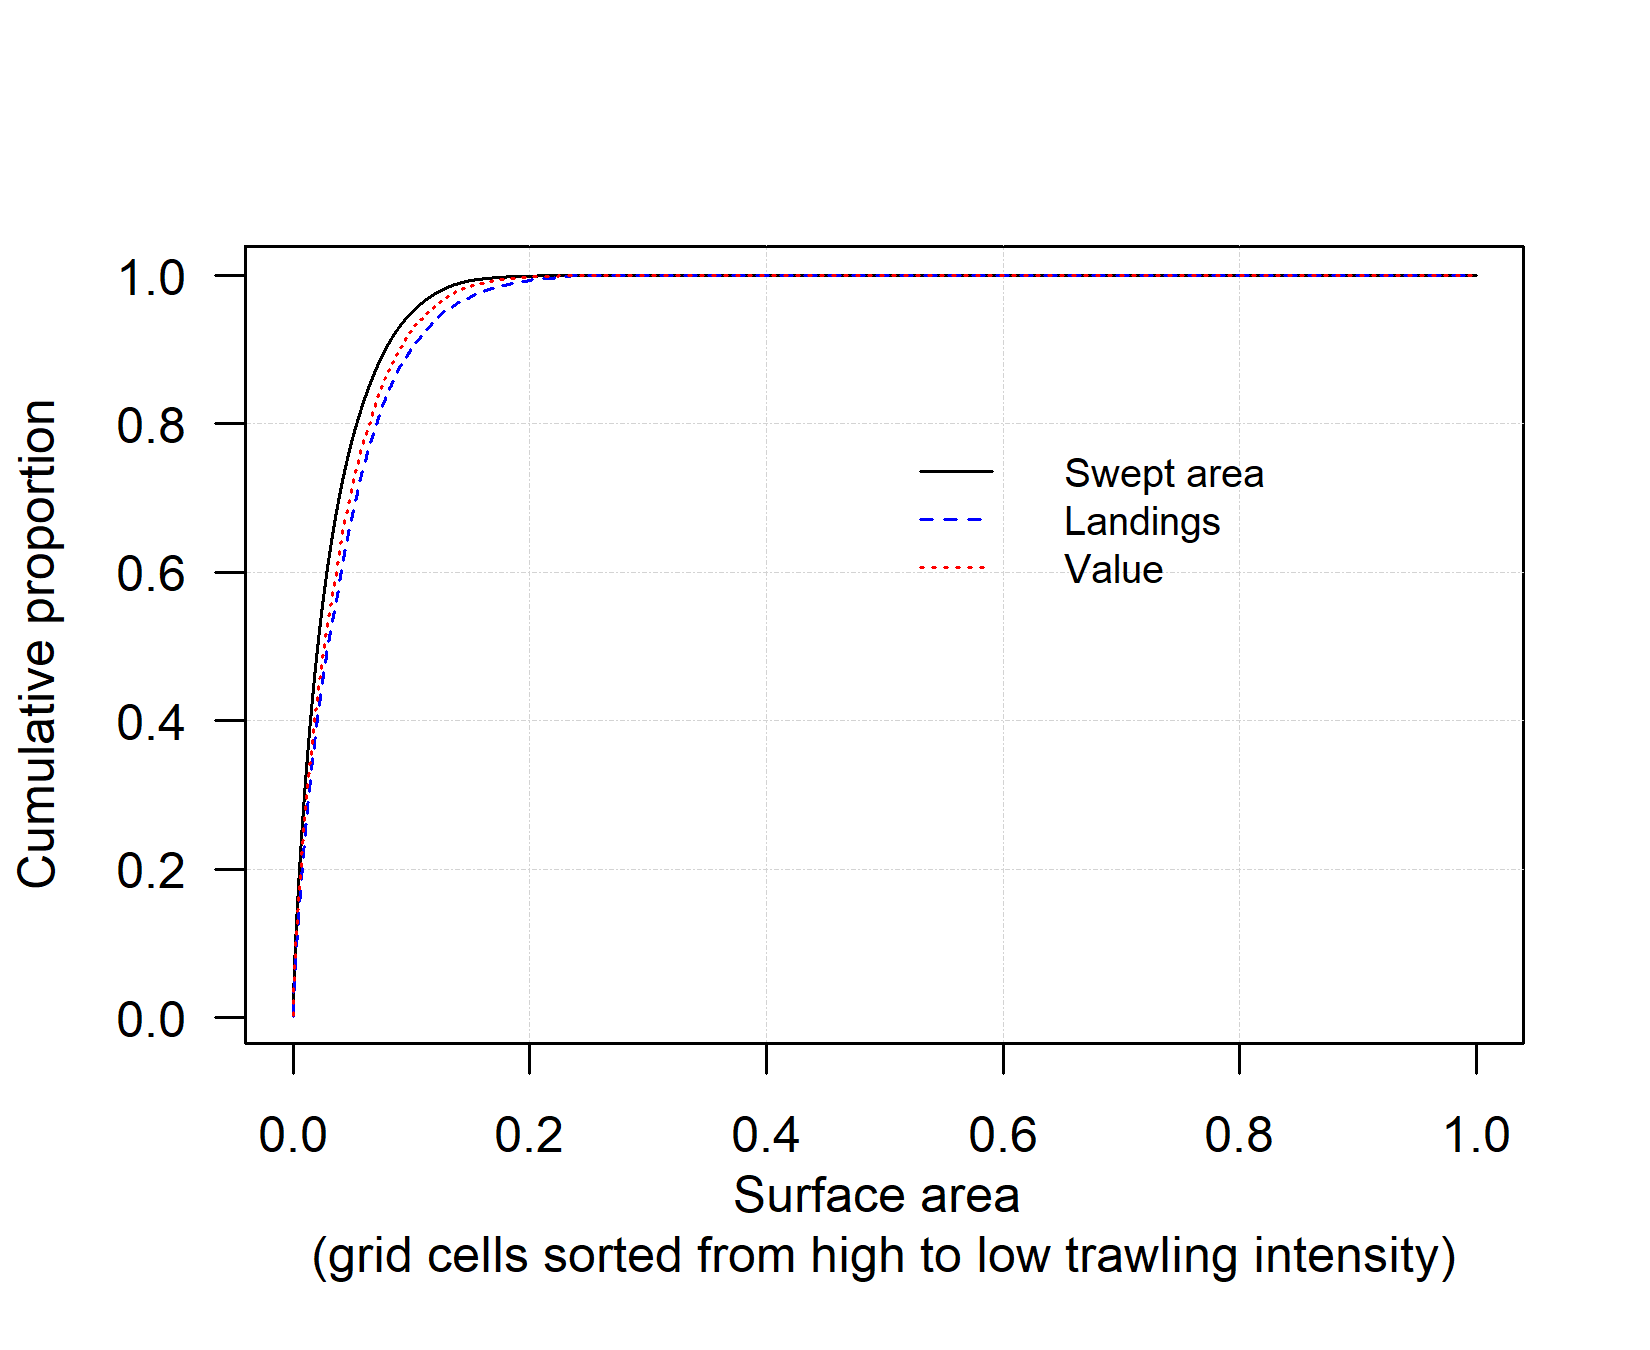 1.0
0.8
0.6
0.4
0.2
0.0
Cumulative proportion
Swept area
Landings
Value
0.0 0.2 0.4 0.6 0.8 1.0
Surface area
(grid cells sorted from high to low trawling intensity)